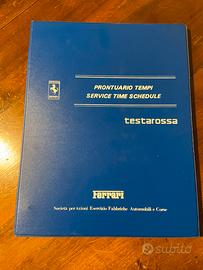 PRONTUARIO TEMPI
SERVICE TIME SCHEDULE
testarossa
Ferrari
Società per Azioni Esercizio Fabbriche Automobili e Corse
subito